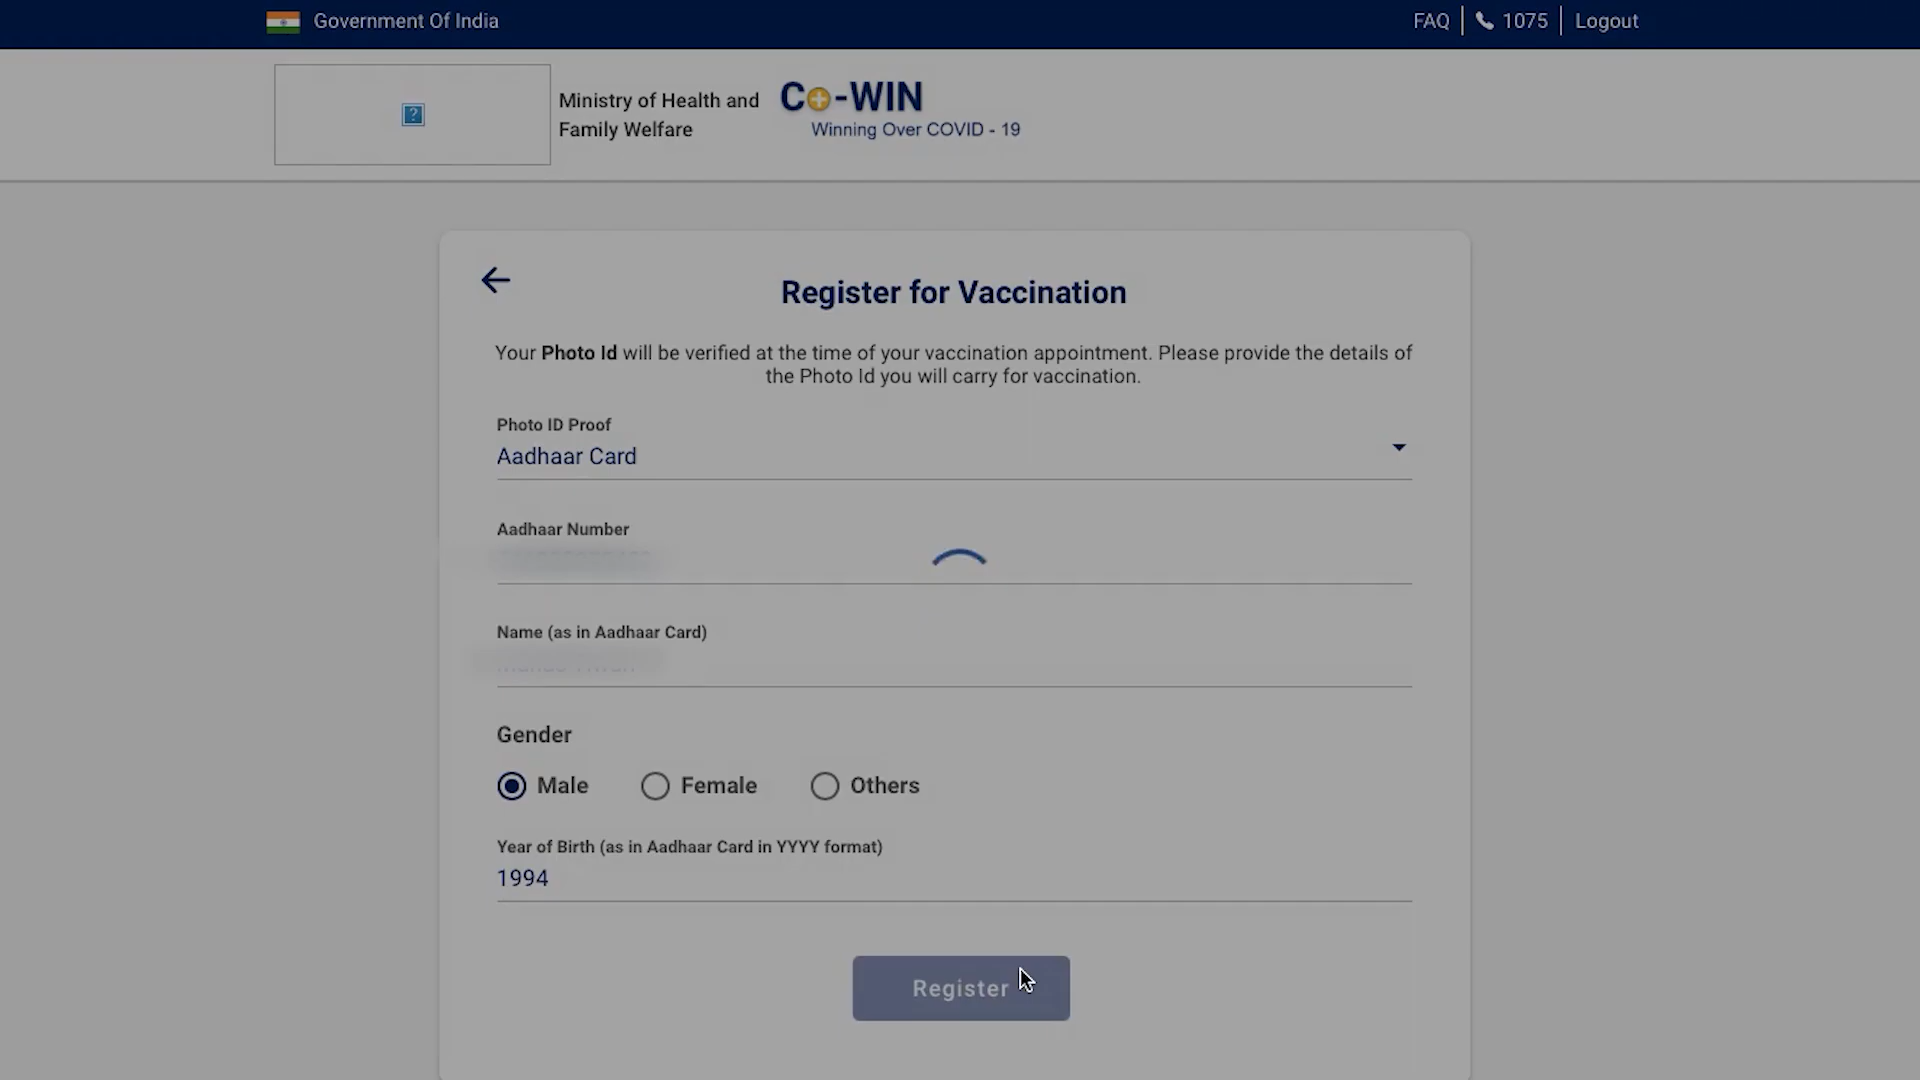 Government Of India
FAQ
1075
Logout
Ministry of Health and
Family Welfare
Co-WIN
Winning Over COVID - 19
Register for Vaccination
Your Photo Id will be verified at the time of your vaccination appointment. Please provide the details of
the Photo Id you will carry for vaccination.
Photo ID Proof
Aadhaar Card
Aadhaar Number
Name (as in Aadhaar Card)
Gender
Male
Female
Others
Year of Birth (as in Aadhaar Card in YYYY format)
1994
Register